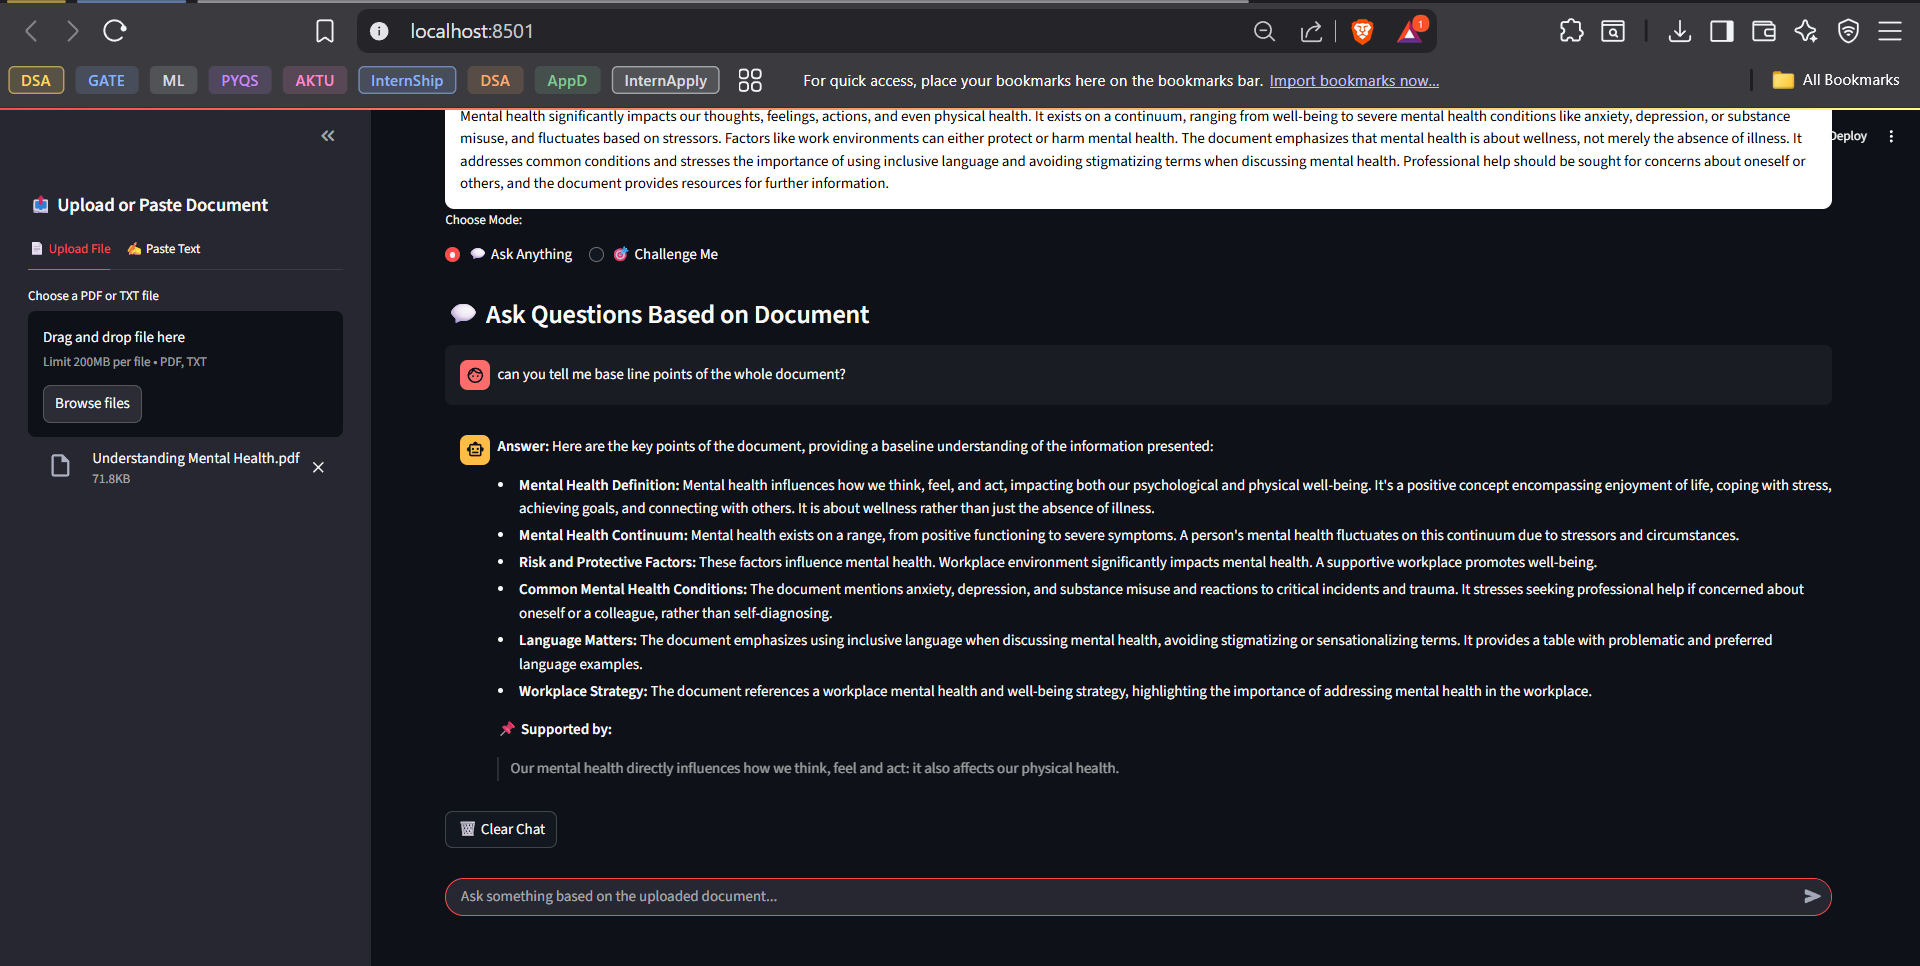 localhost:8501
1
DSA GATE ML PYQS AKTU InternShip DSA AppD InternApply For quick access, place your bookmarks here on the bookmarks bar. Import bookmarks now... All Bookmarks
Deploy
Upload or Paste Document
Upload File Paste Text
Choose a PDF or TXT file
Drag and drop file here
Limit 200MB per file • PDF, TXT
Browse files
Understanding Mental Health.pdf
71.8KB
Mental health significantly impacts our thoughts, feelings, actions, and even physical health. It exists on a continuum, ranging from well-being to severe mental health conditions like anxiety, depression, or substance
misuse, and fluctuates based on stressors. Factors like work environments can either protect or harm mental health. The document emphasizes that mental health is about wellness, not merely the absence of illness. It
addresses common conditions and stresses the importance of using inclusive language and avoiding stigmatizing terms when discussing mental health. Professional help should be sought for concerns about oneself or
others, and the document provides resources for further information.
Choose Mode:
Ask Anything Challenge Me
Ask Questions Based on Document
can you tell me base line points of the whole document?
Answer: Here are the key points of the document, providing a baseline understanding of the information presented:
• Mental Health Definition: Mental health influences how we think, feel, and act, impacting both our psychological and physical well-being. It's a positive concept encompassing enjoyment of life, coping with stress,
achieving goals, and connecting with others. It is about wellness rather than just the absence of illness.
• Mental Health Continuum: Mental health exists on a range, from positive functioning to severe symptoms. A person's mental health fluctuates on this continuum due to stressors and circumstances.
• Risk and Protective Factors: These factors influence mental health. Workplace environment significantly impacts mental health. A supportive workplace promotes well-being.
• Common Mental Health Conditions: The document mentions anxiety, depression, and substance misuse and reactions to critical incidents and trauma. It stresses seeking professional help if concerned about
oneself or a colleague, rather than self-diagnosing.
• Language Matters: The document emphasizes using inclusive language when discussing mental health, avoiding stigmatizing or sensationalizing terms. It provides a table with problematic and preferred
language examples.
• Workplace Strategy: The document references a workplace mental health and well-being strategy, highlighting the importance of addressing mental health in the workplace.
Supported by:
Our mental health directly influences how we think, feel and act: it also affects our physical health.
Clear Chat
Ask something based on the uploaded document...